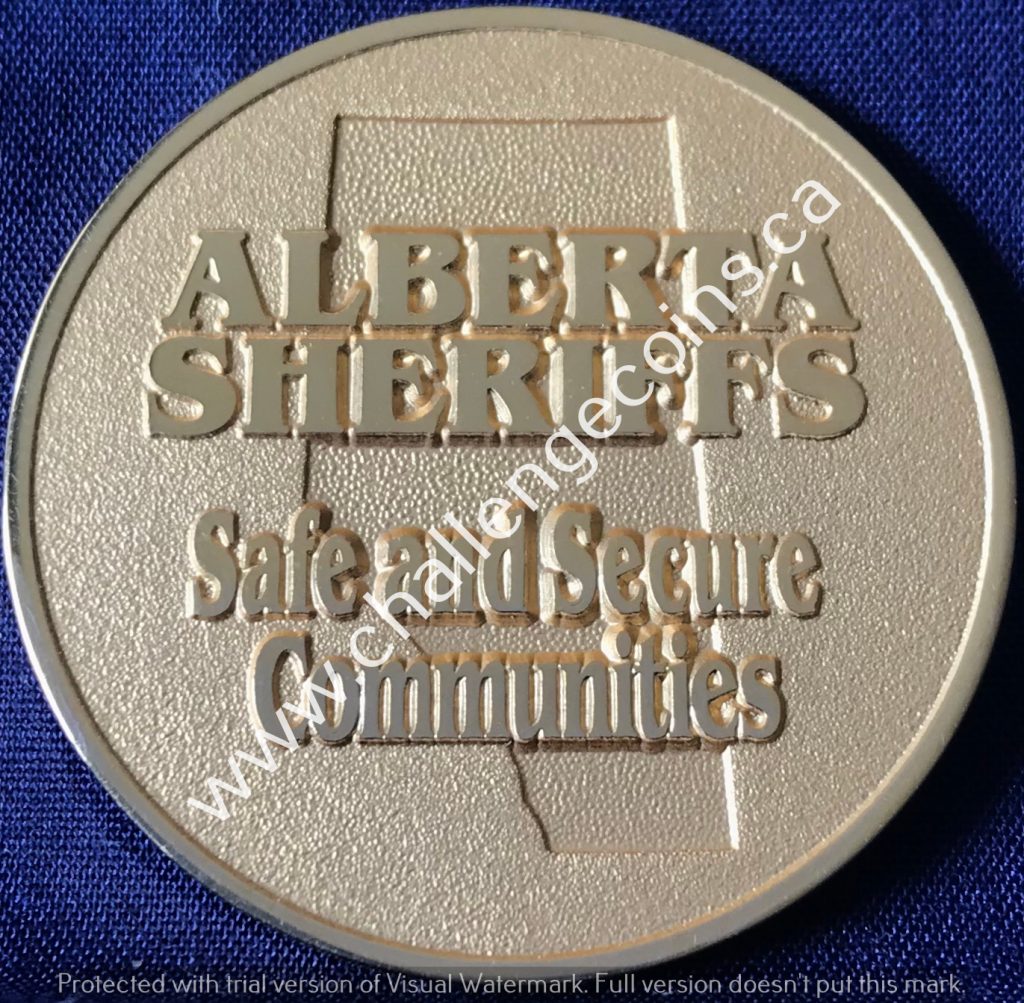 ALBERTA
SHERIFFS
Safe and Secure
Communities
www.challengecoins.ca
Protected with trial version of Visual Watermark. Full version doesn't put this mark.